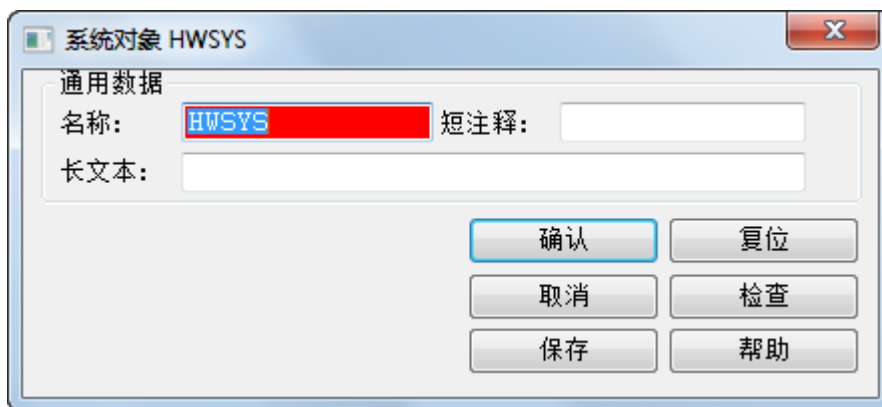 系统对象 HWSYS
通用数据
名称： HWSYS 短注释：
长文本：
确认 复位
取消 检查
保存 帮助